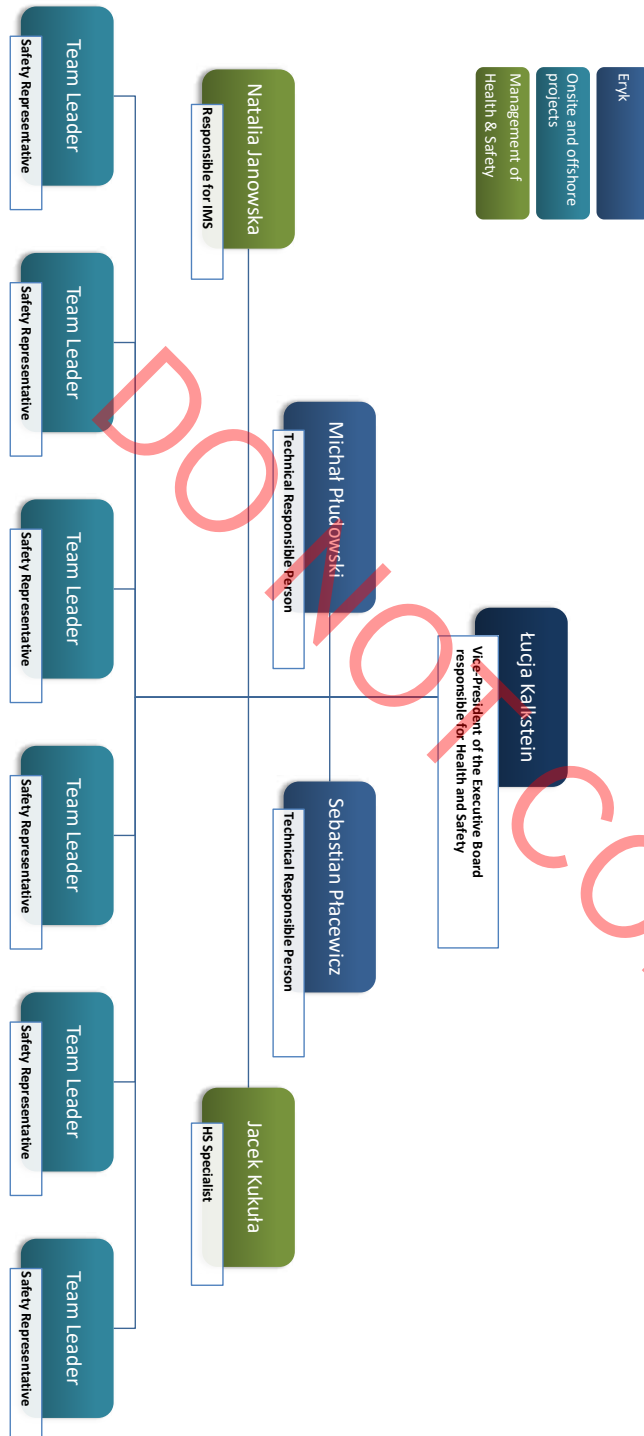 Eryk
Onsite and offshore
projects
Management of
Health & Safety
Łucja Kalkstein
Vice-President of the Executive Board
responsible for Health and Safety
Michał Płudowski
Technical Responsible Person
Sebastian Płacewicz
Technical Responsible Person
Natalia Janowska
Responsible for IMS
Jacek Kukuła
HS Specialist
Team Leader
Safety Representative
Team Leader
Safety Representative
Team Leader
Safety Representative
Team Leader
Safety Representative
Team Leader
Safety Representative
Team Leader
Safety Representative
DO NOT CO